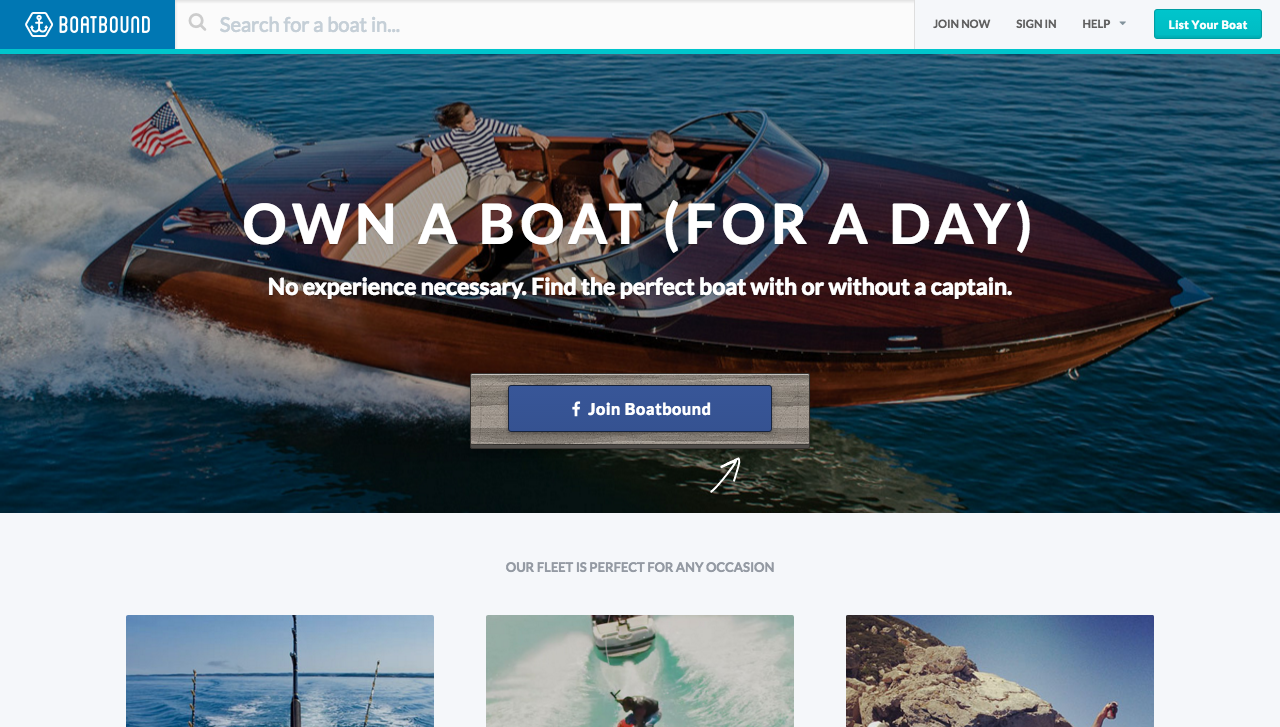 BOATBOUND
Search for a boat in...
JOIN NOW
SIGN IN
HELP
List Your Boat
OWN A BOAT (FOR A DAY)
No experience necessary. Find the perfect boat with or without a captain.
f Join Boatbound
OUR FLEET IS PERFECT FOR ANY OCCASION